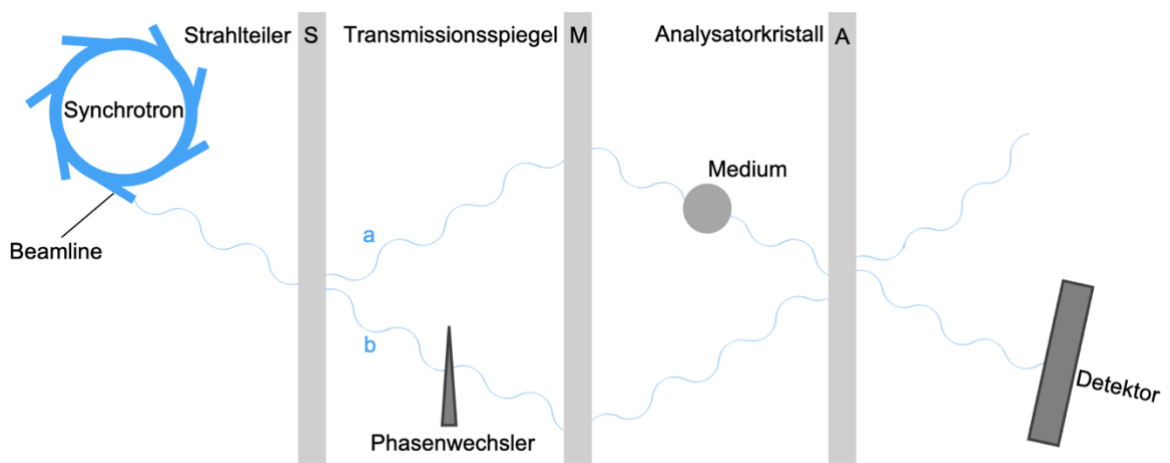 Strahlteiler S
Transmissionsspiegel M
Analysatorkristall A
Synchrotron
Medium
a
Beamline
b
Detektor
Phasenwechsler